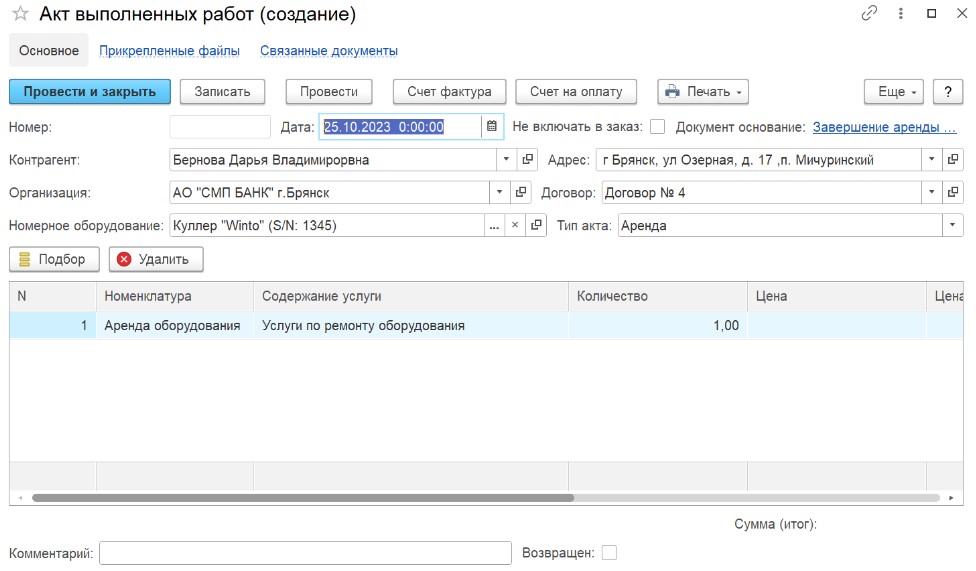 Акт выполненных работ (создание)
Основное Прикрепленные файлы Связанные документы
Провести и закрыть Записать Провести Счет фактура Счет на оплату Печать Еще ?
Номер: Дата: 25.10.2023 0:00:00 Не включать в заказ: Документ основание: Завершение аренды ...
Контрагент: Бернова Дарья Владимирорвна Адрес: г Брянск, ул Озерная, д. 17 ,п. Мичуринский
Организация: АО "СМП БАНК" г.Брянск Договор: Договор № 4
Номерное оборудование: Куллер "Winto" (S/N: 1345) ... × Тип акта: Аренда
Подбор Удалить
N Номенклатура Содержание услуги Количество Цена Цена
1 Аренда оборудования Услуги по ремонту оборудования 1,00
Сумма (итог):
Комментарий: Возвращен: